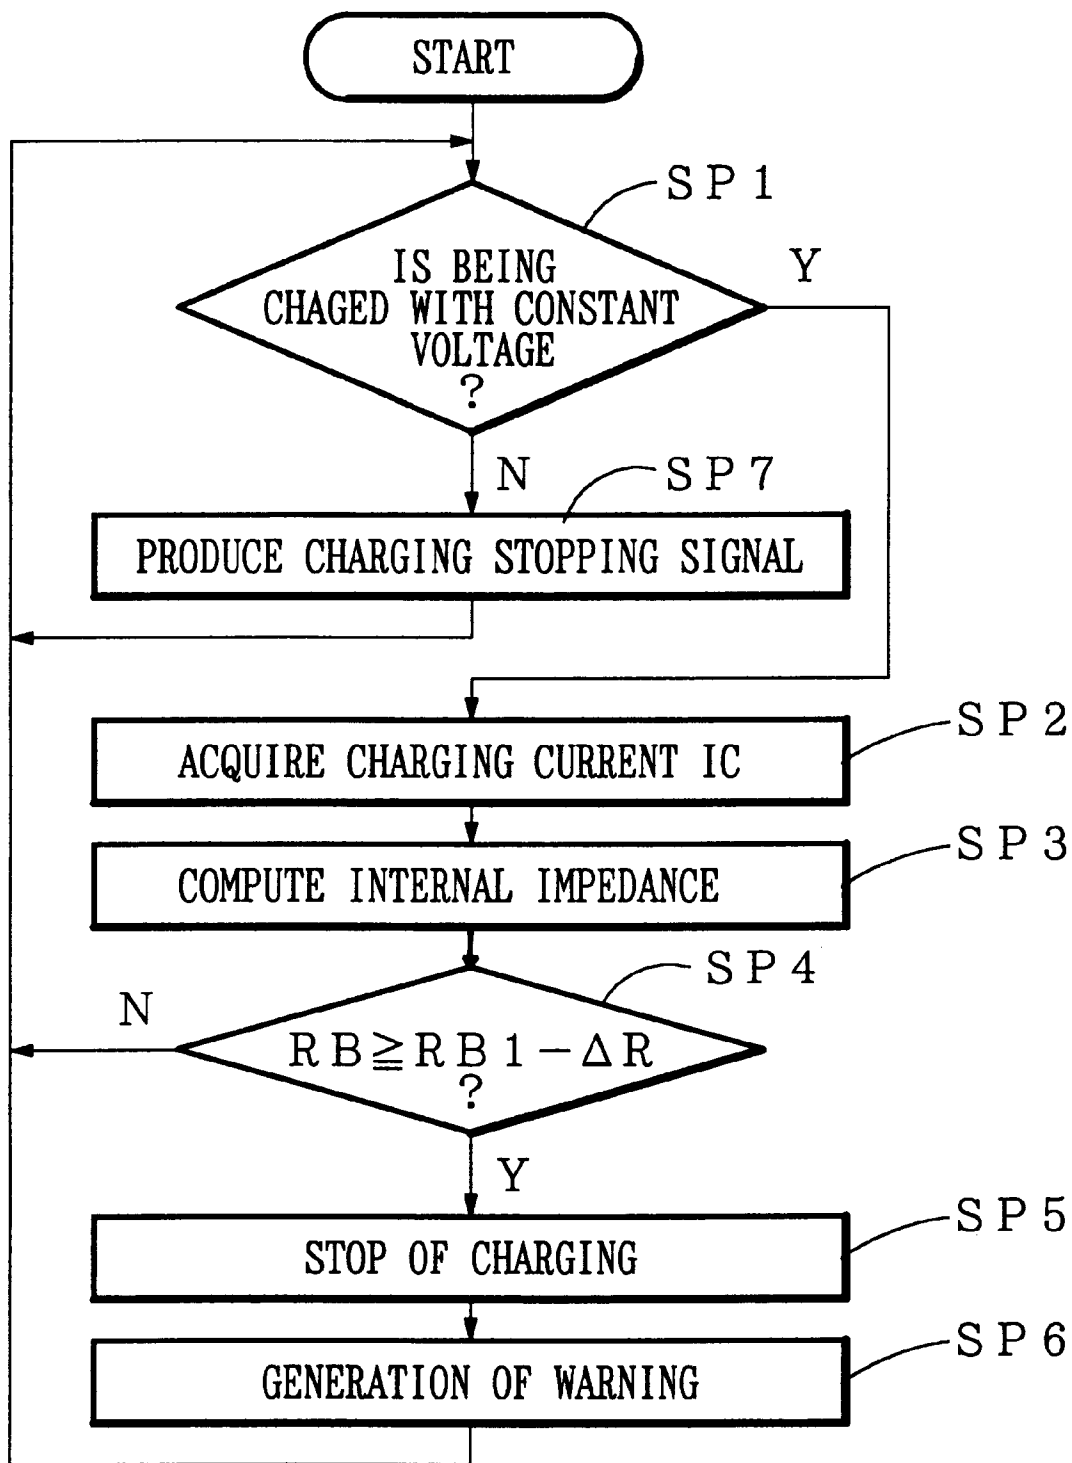 START
SP1
IS BEING
CHAGED WITH CONSTANT
VOLTAGE
?
Y
N
SP7
PRODUCE CHARGING STOPPING SIGNAL
SP2
ACQUIRE CHARGING CURRENT IC
SP3
COMPUTE INTERNAL IMPEDANCE
SP4
N
RB≧RB1-ΔR
?
Y
SP5
STOP OF CHARGING
SP6
GENERATION OF WARNING